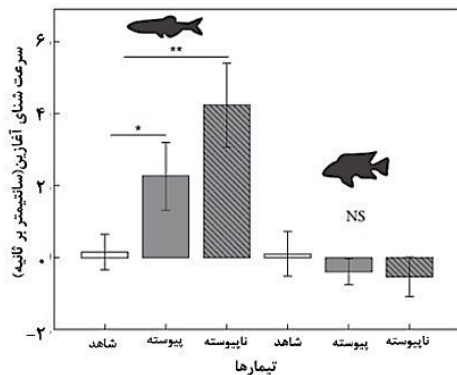 سرعت شنای آغازین(سانتیمتر بر ثانیه)
۶
۴
۲
۰
-۲
**
*
NS
شاهد پیوسته ناپیوسته شاهد پیوسته ناپیوسته
تیمارها